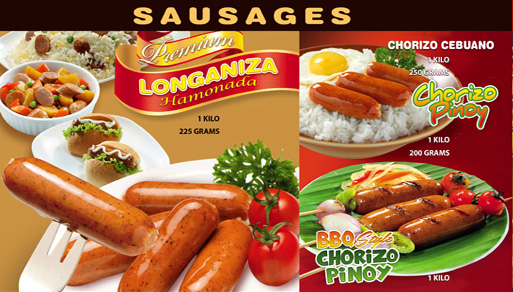 SAUSAGES
Premium
LONGANIZA
Hamonada
1 KILO
225 GRAMS
CHORIZO CEBUANO
1 KILO
250 GRAMS
Chorizo
Pinoy
1 KILO
200 GRAMS
BBQ Style
CHORIZO
PiNOY
1 KILO